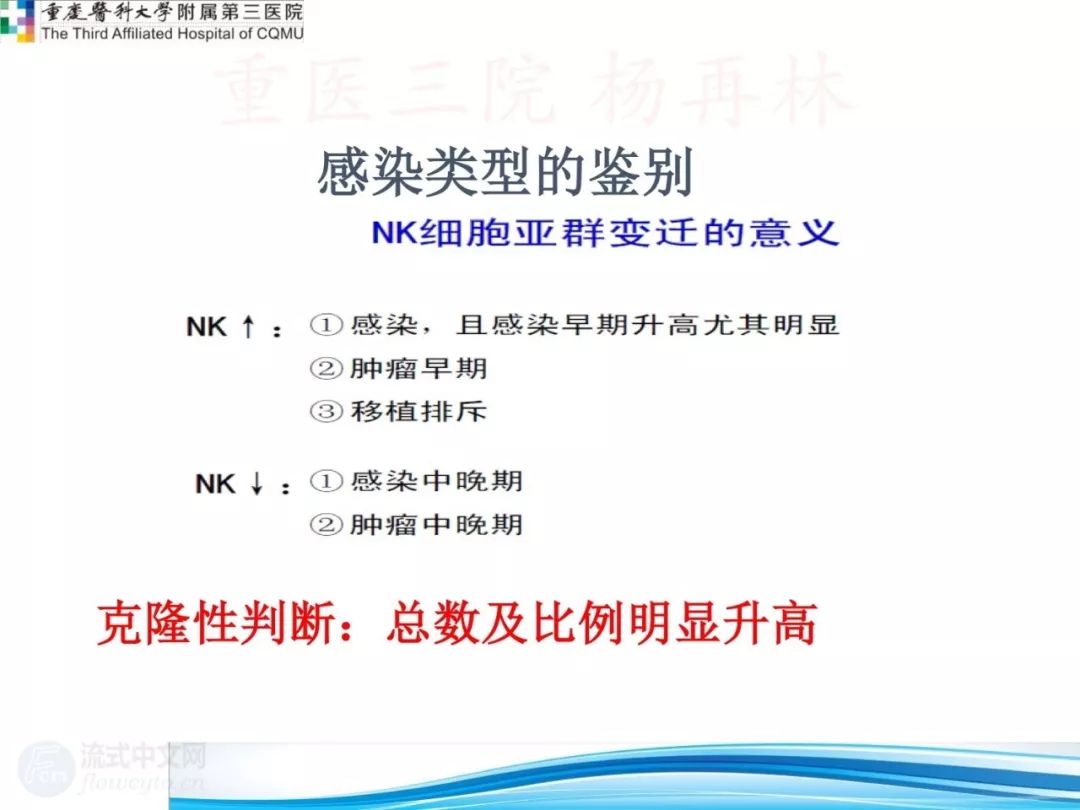 重庆医科大学附属第三医院
The Third Affiliated Hospital of CQMU
重医三院 杨再林
感染类型的鉴别
NK细胞亚群变迁的意义
NK ↑ : ①感染，且感染早期升高尤其明显
②肿瘤早期
③移植排斥
NK ↓ : ①感染中晚期
②肿瘤中晚期
克隆性判断：总数及比例明显升高
流式中文网
flowcyto.cn